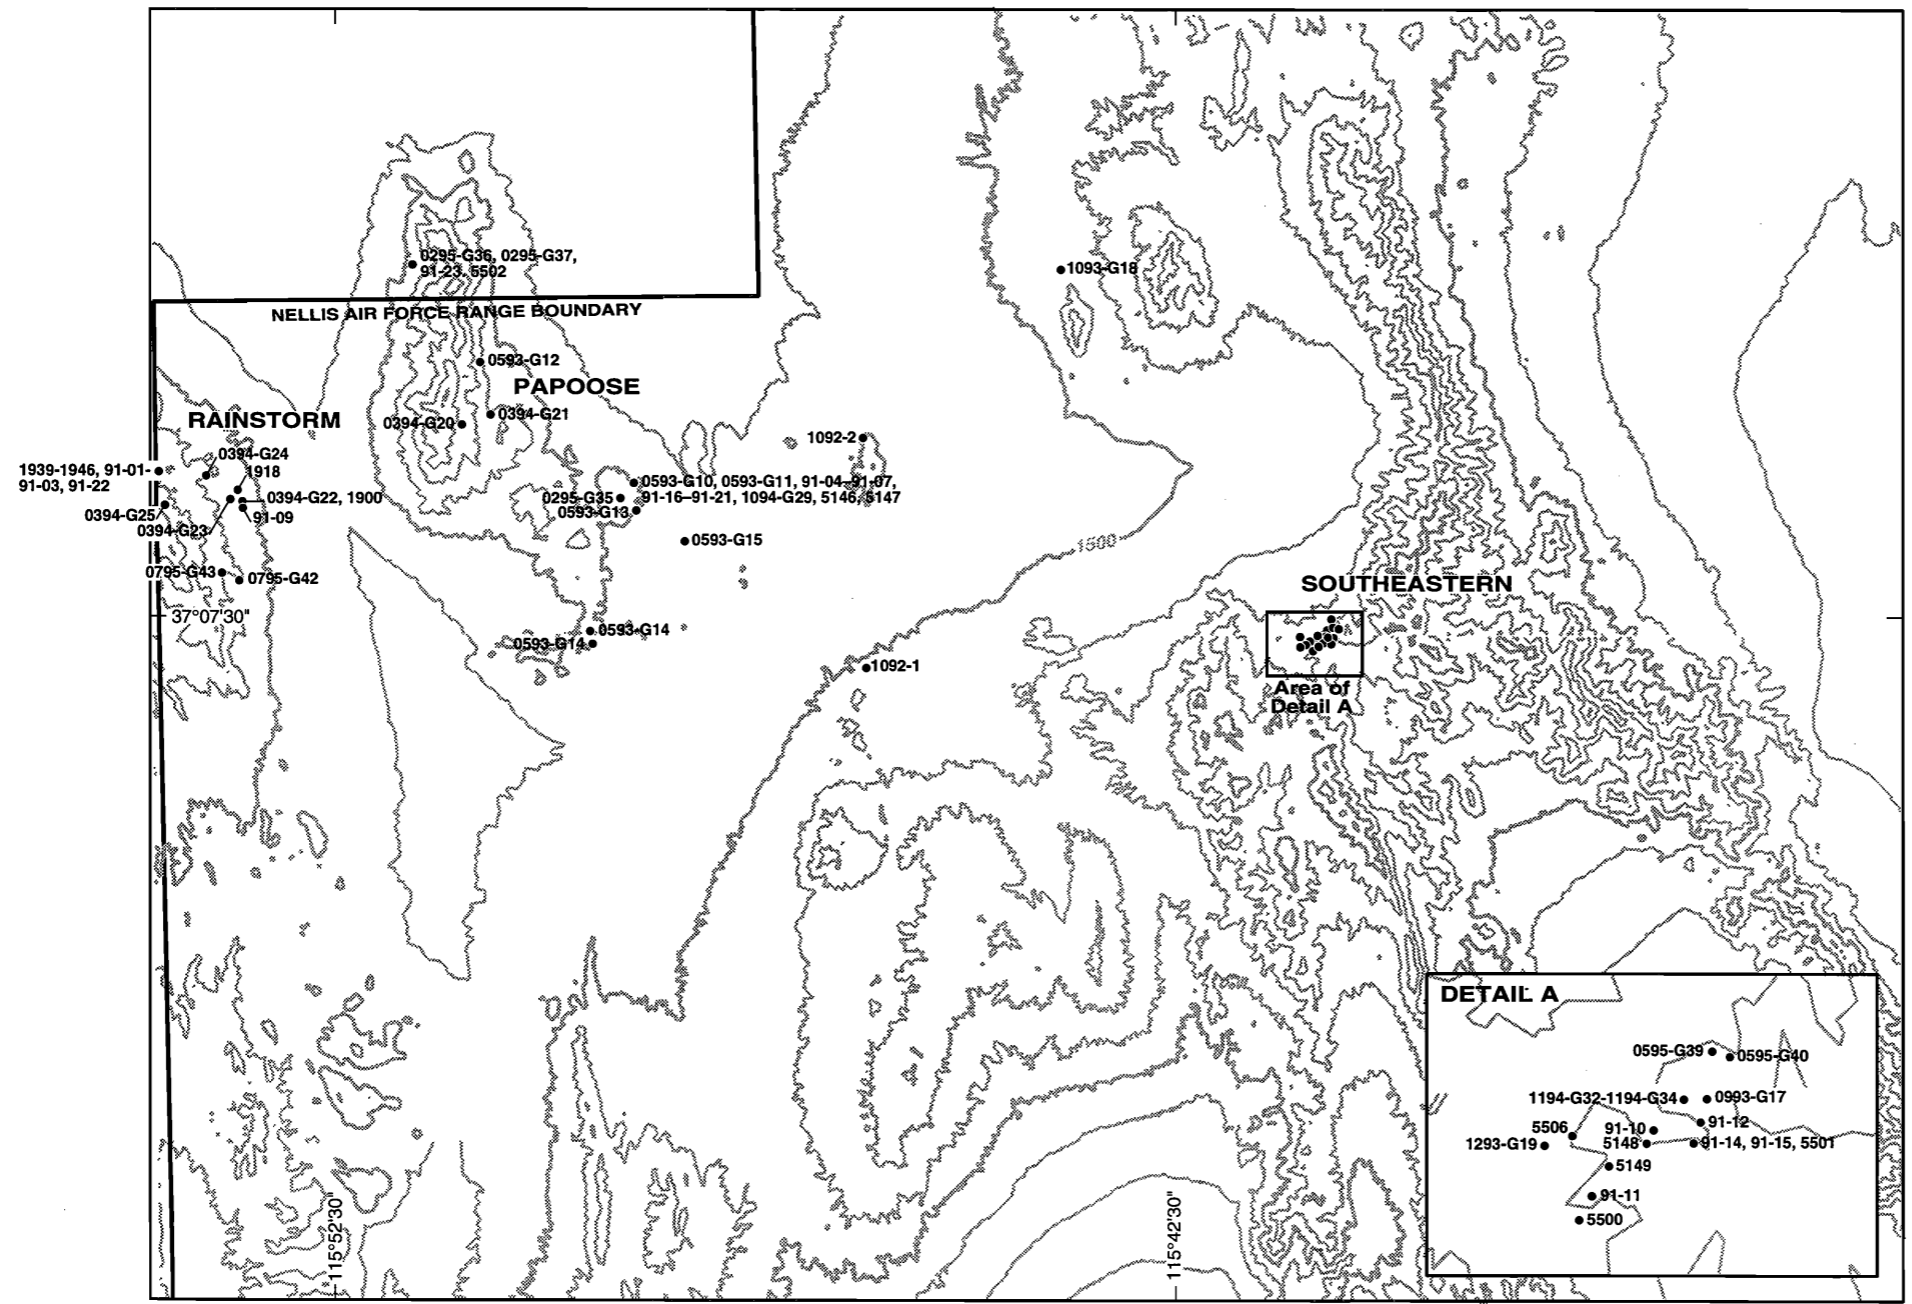 0295-G36, 0295-G37,
91-23, 5502
1093-G18
NELLIS AIR FORCE RANGE BOUNDARY
0593-G12
PAPOOSE
0394-G21
0394-G20
RAINSTORM
1092-2
0394-G24
1918
1939-1946, 91-01-
91-03, 91-22
0593-G10, 0593-G11, 91-04–91-07,
91-16–91-21, 1094-G29, 5146, 5147
0295-G35
0394-G22, 1900
0593-G13
0394-G25
91-09
0394-G23
0593-G15
1500
0795-G43
0795-G42
SOUTHEASTERN
37°07'30"
0593-G14
0593-G14
1092-1
Area of
Detail A
DETAIL A
0595-G39
0595-G40
1194-G32-1194-G34
0993-G17
91-12
5506
91-10
1293-G19
5148
91-14, 91-15, 5501
5149
91-11
5500
115°52'30"
115°42'30"